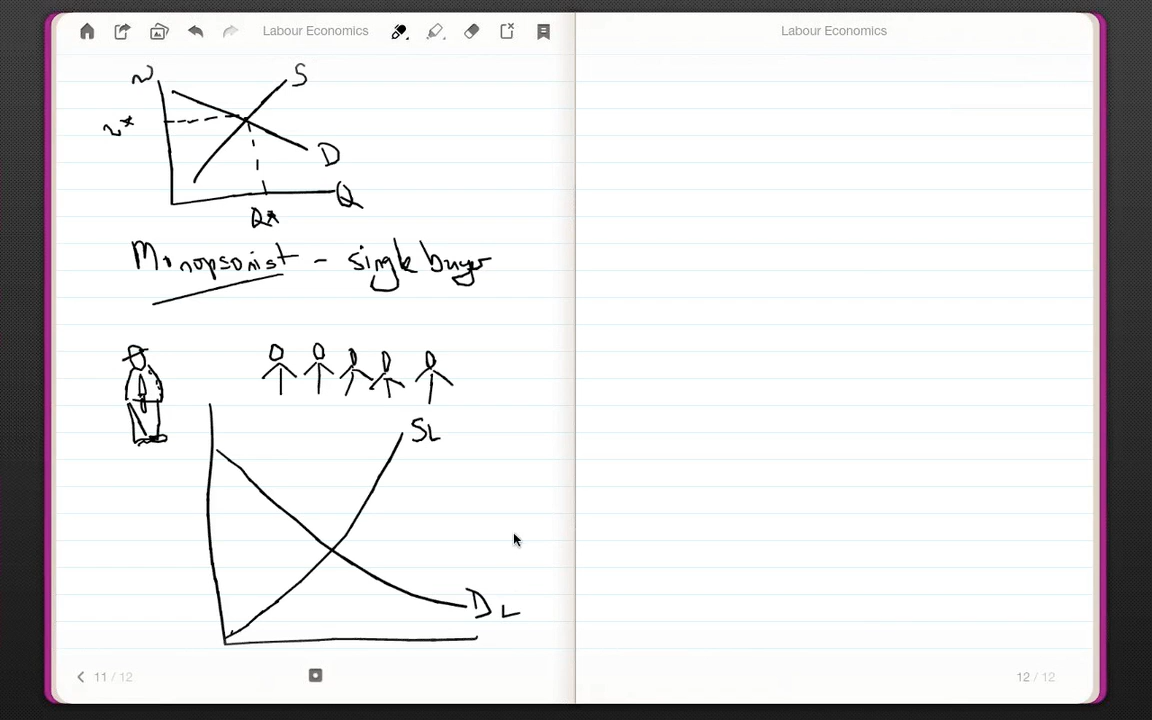 Labour Economics
Labour Economics
W
S
W*
D
Q
Q*
Monopsonist - single buyer
SL
DL
11 / 12
12 / 12